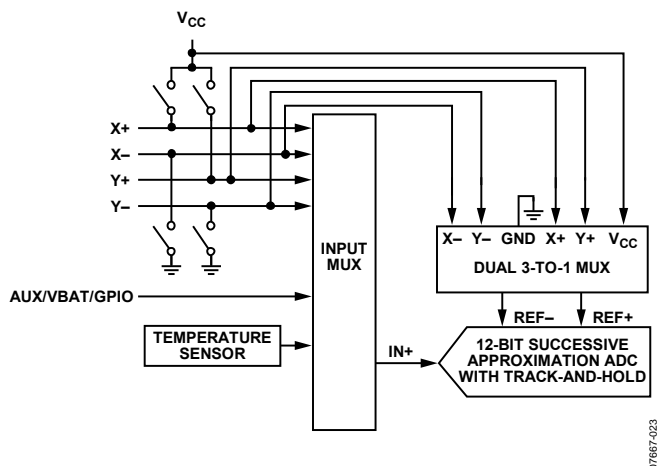 VCC
X+
X–
Y+
Y–
INPUT
MUX
X– Y– GND X+ Y+ VCC
DUAL 3-TO-1 MUX
AUX/VBAT/GPIO
REF– REF+
TEMPERATURE
SENSOR
IN+
12-BIT SUCCESSIVE
APPROXIMATION ADC
WITH TRACK-AND-HOLD
07667-023